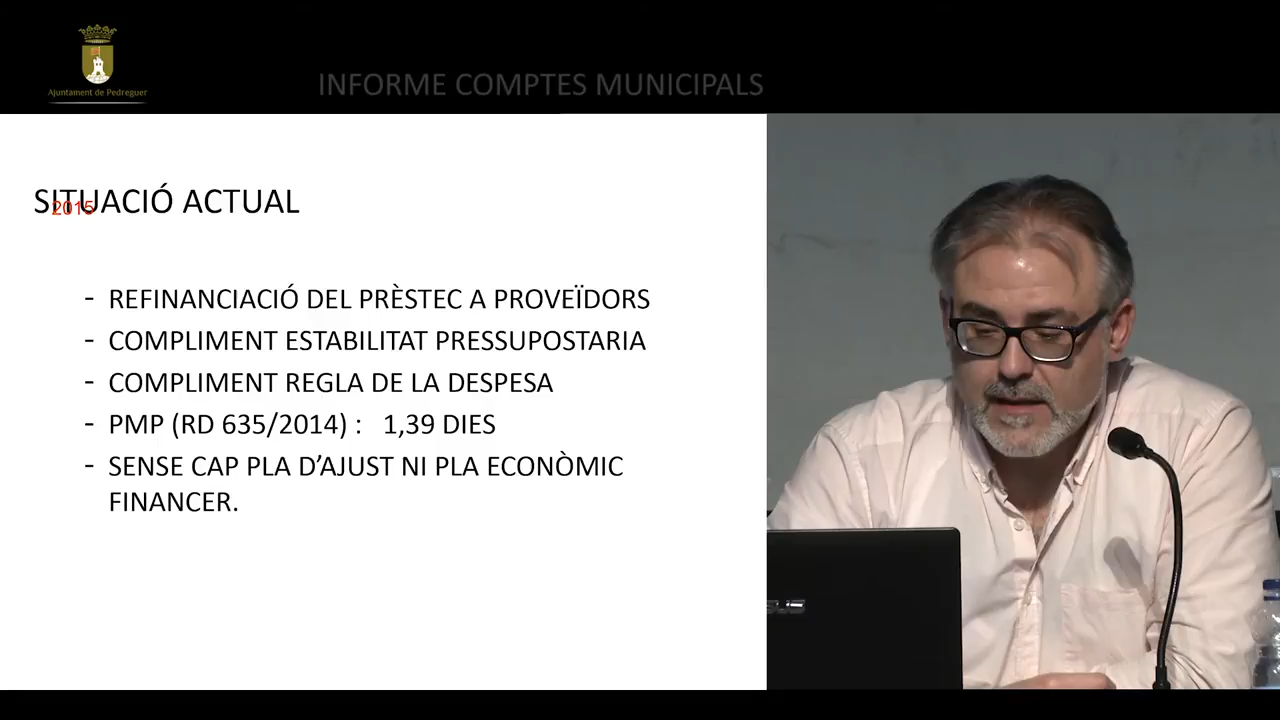 Ajuntament de Pedreguer
INFORME COMPTES MUNICIPALS
SITUACIÓ ACTUAL
2015
- REFINANCIACIÓ DEL PRÈSTEC A PROVEÏDORS
- COMPLIMENT ESTABILITAT PRESSUPOSTARIA
- COMPLIMENT REGLA DE LA DESPESA
- PMP (RD 635/2014) : 1,39 DIES
- SENSE CAP PLA D’AJUST NI PLA ECONÒMIC
FINANCER.